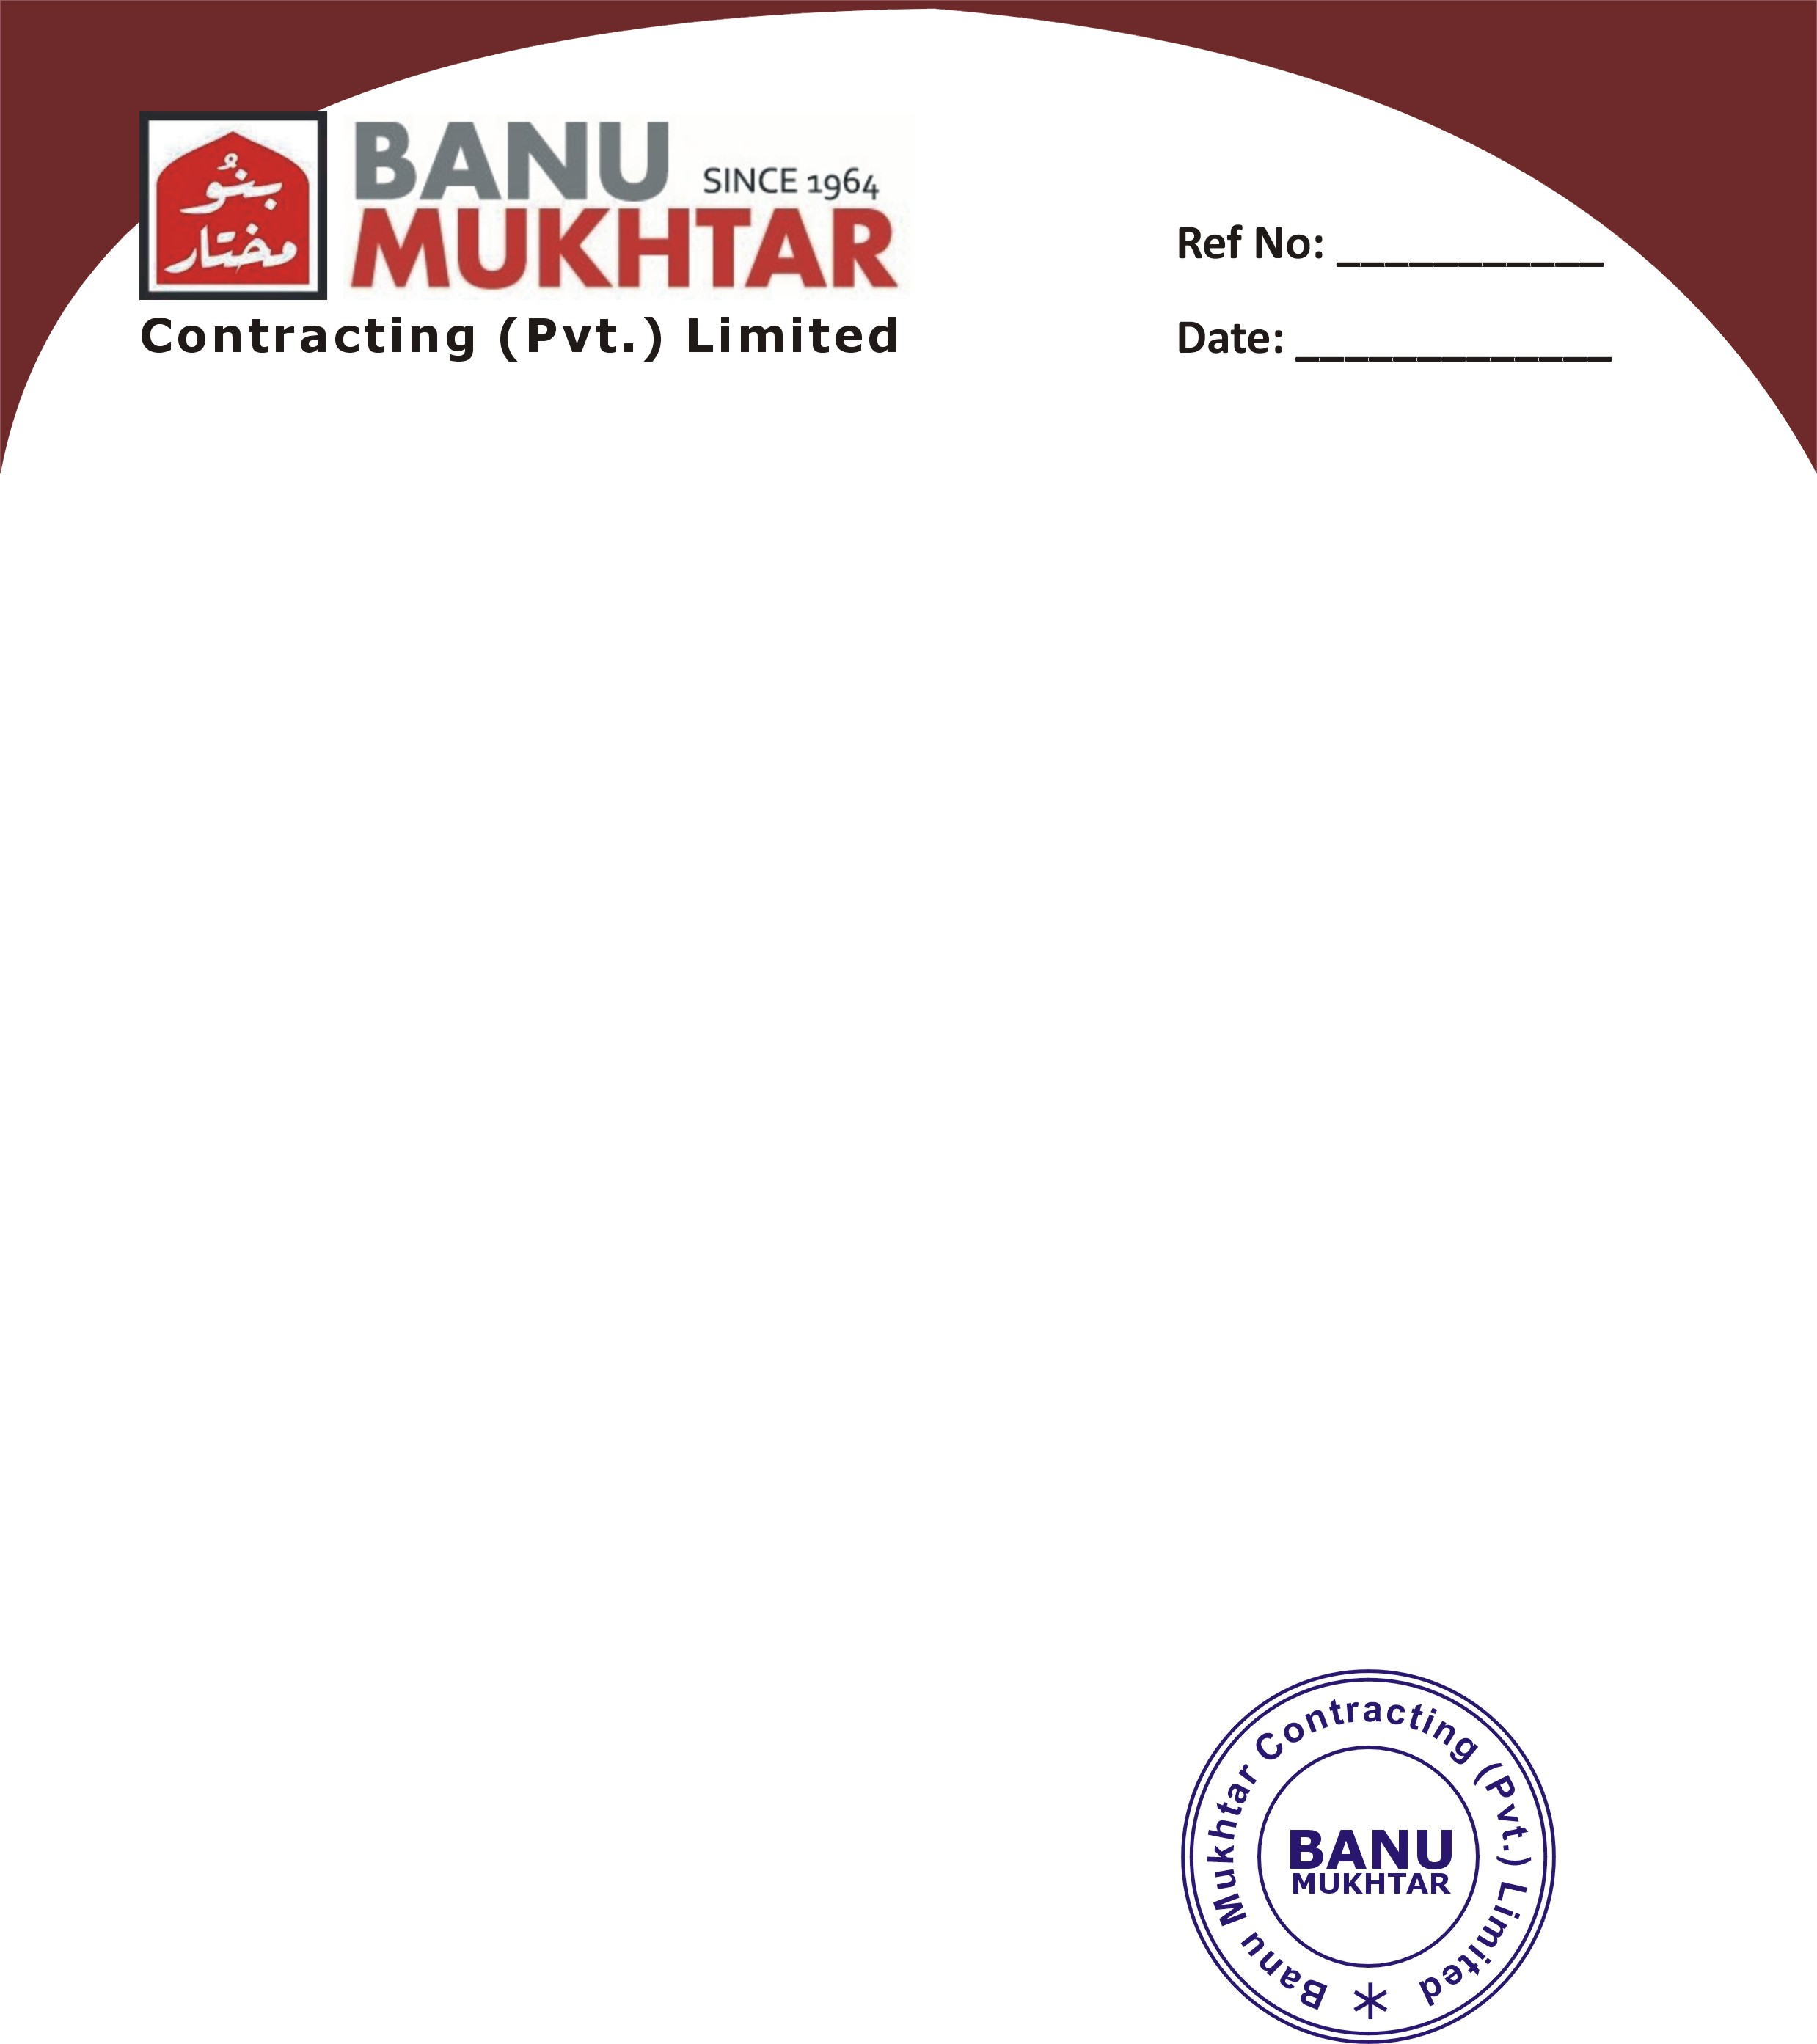 بنُو
مختار
BANU
SINCE 1964
MUKHTAR
Contracting (Pvt.) Limited
Ref No: ___________
Date: _____________
Banu Mukhtar Contracting (Pvt.) Limited
BANU
MUKHTAR
*